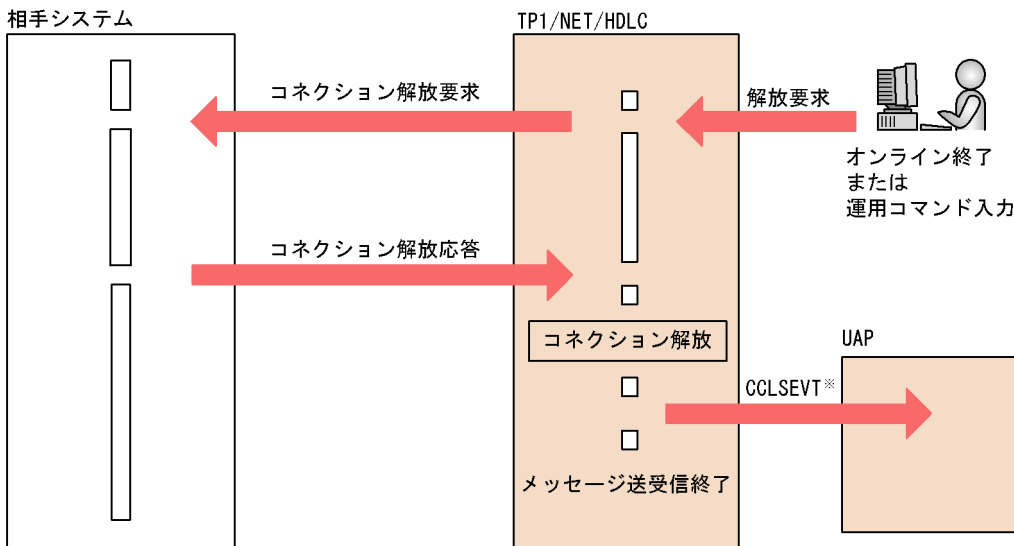 相手システム
TP1/NET/HDLC
コネクション解放要求
解放要求
オンライン終了
または
運用コマンド入力
コネクション解放応答
コネクション解放
UAP
CCLSEVT※
メッセージ送受信終了